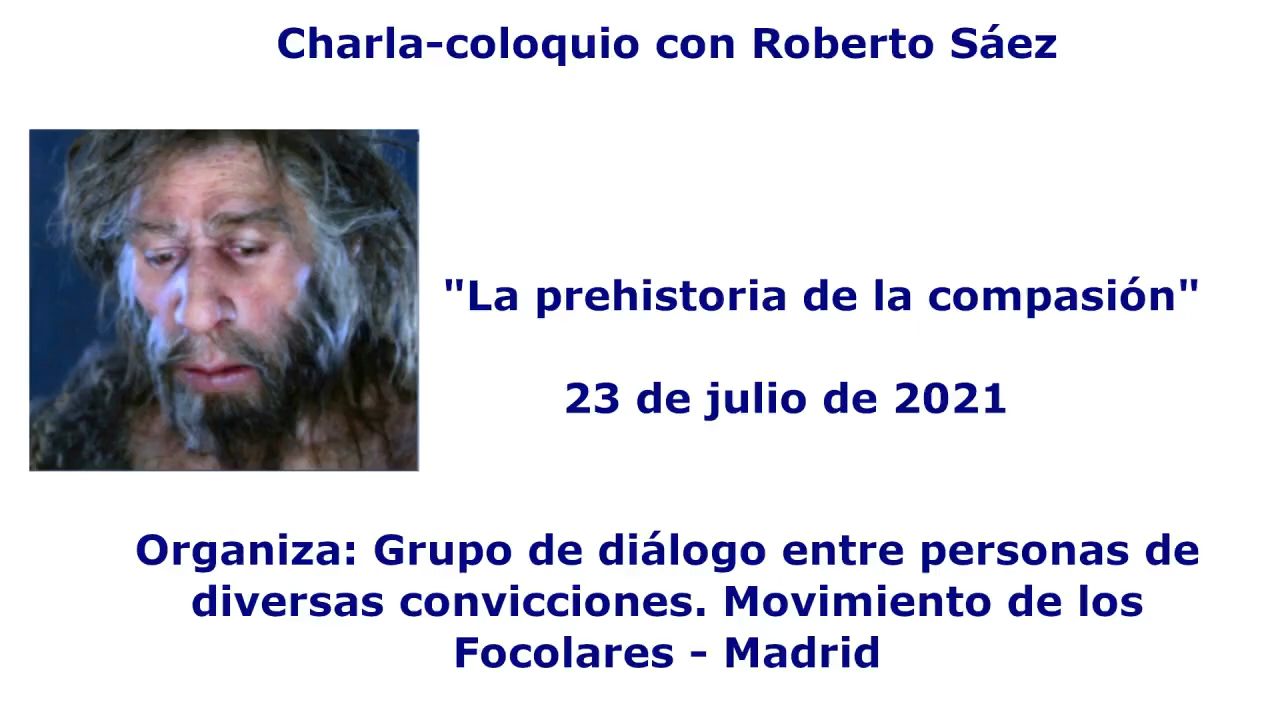 Charla-coloquio con Roberto Sáez
"La prehistoria de la compasión"
23 de julio de 2021
Organiza: Grupo de diálogo entre personas de
diversas convicciones. Movimiento de los
Focolares - Madrid